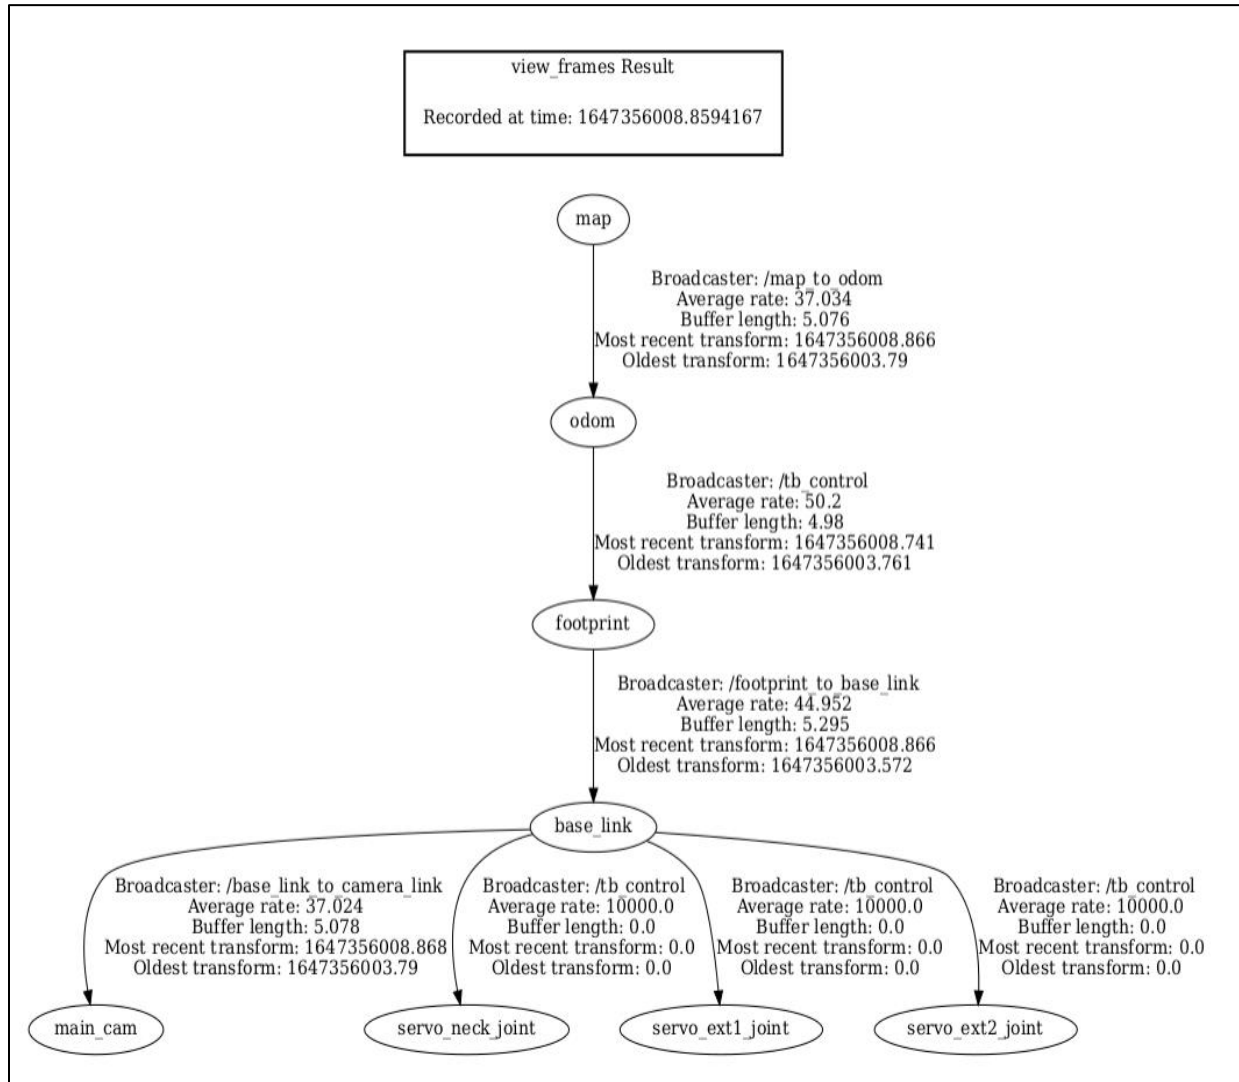 view_frames Result
Recorded at time: 1647356008.8594167
map
Broadcaster: /map_to_odom
Average rate: 37.034
Buffer length: 5.076
Most recent transform: 1647356008.866
Oldest transform: 1647356003.79
odom
Broadcaster: /tb_control
Average rate: 50.2
Buffer length: 4.98
Most recent transform: 1647356008.741
Oldest transform: 1647356003.761
footprint
Broadcaster: /footprint_to_base_link
Average rate: 44.952
Buffer length: 5.295
Most recent transform: 1647356008.866
Oldest transform: 1647356003.572
base_link
Broadcaster: /base_link_to_camera_link
Average rate: 37.024
Buffer length: 5.078
Most recent transform: 1647356008.868
Oldest transform: 1647356003.79
Broadcaster: /tb_control
Average rate: 10000.0
Buffer length: 0.0
Most recent transform: 0.0
Oldest transform: 0.0
Broadcaster: /tb_control
Average rate: 10000.0
Buffer length: 0.0
Most recent transform: 0.0
Oldest transform: 0.0
Broadcaster: /tb_control
Average rate: 10000.0
Buffer length: 0.0
Most recent transform: 0.0
Oldest transform: 0.0
main_cam
servo_neck_joint
servo_ext1_joint
servo_ext2_joint